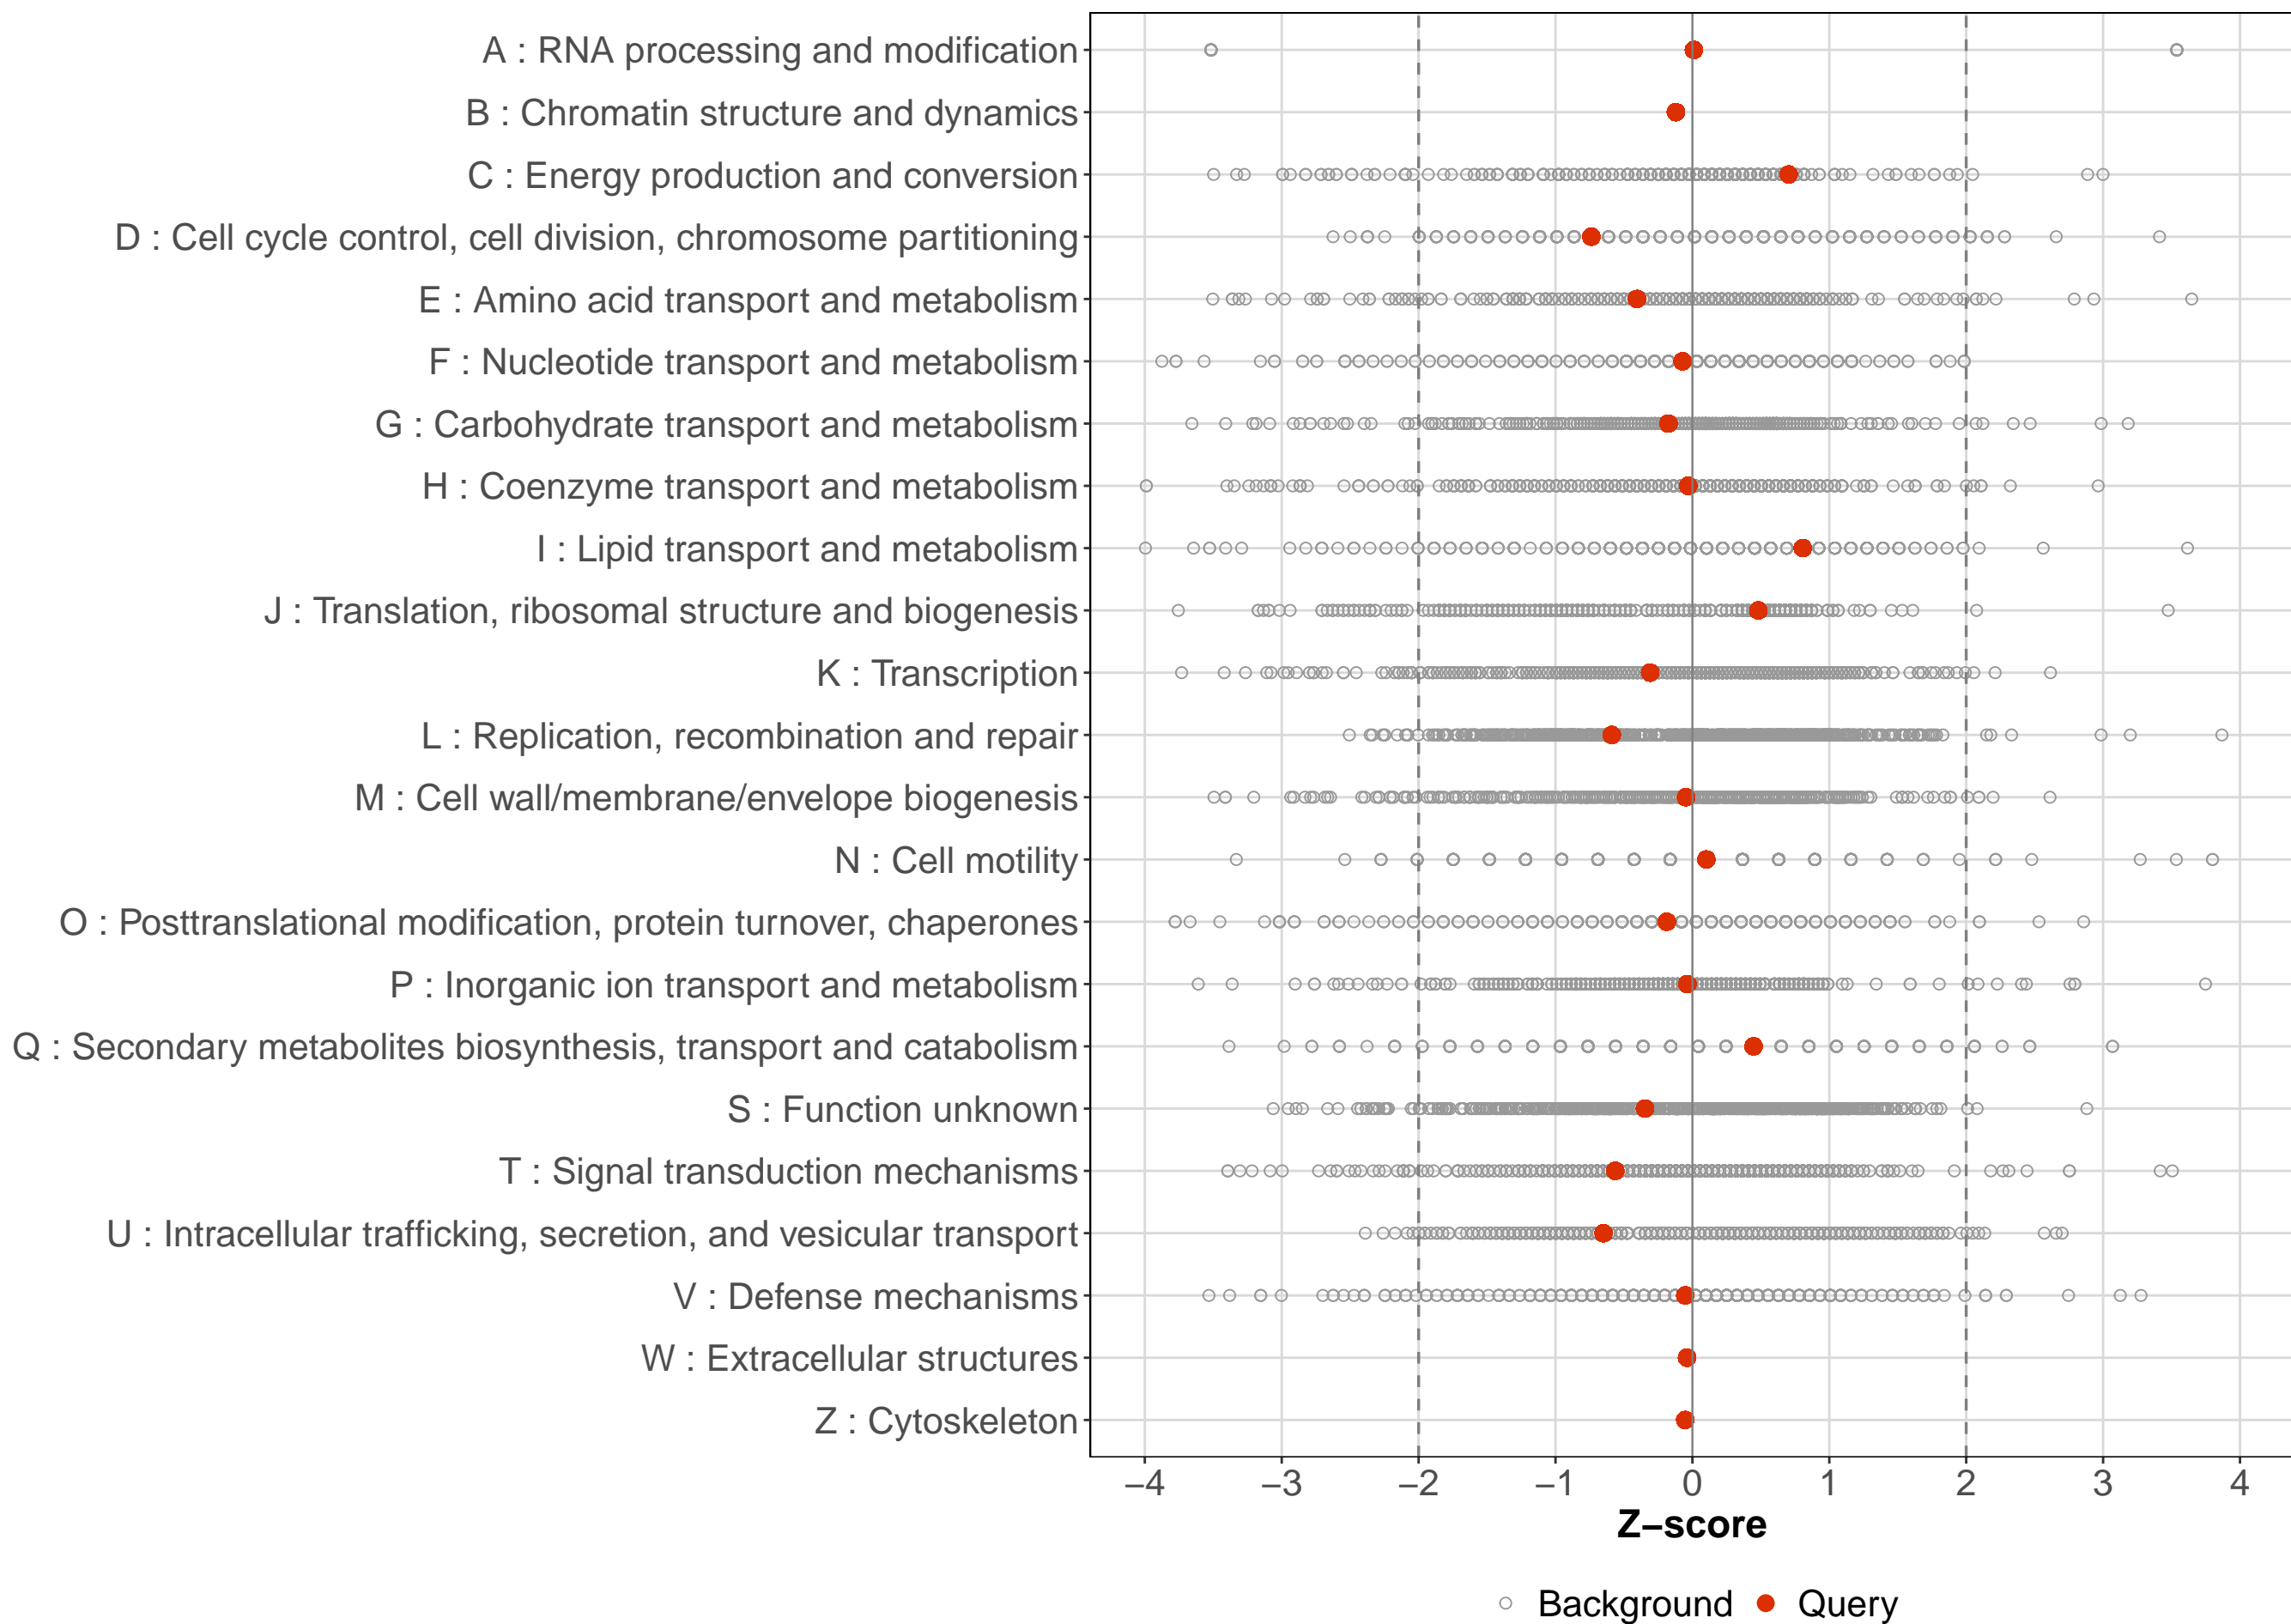 A : RNA processing and modification
B : Chromatin structure and dynamics
C : Energy production and conversion
D : Cell cycle control, cell division, chromosome partitioning
E : Amino acid transport and metabolism
F : Nucleotide transport and metabolism
G : Carbohydrate transport and metabolism
H : Coenzyme transport and metabolism
I : Lipid transport and metabolism
J : Translation, ribosomal structure and biogenesis
K : Transcription
L : Replication, recombination and repair
M : Cell wall/membrane/envelope biogenesis
N : Cell motility
O : Posttranslational modification, protein turnover, chaperones
P : Inorganic ion transport and metabolism
Q : Secondary metabolites biosynthesis, transport and catabolism
S : Function unknown
T : Signal transduction mechanisms
U : Intracellular trafficking, secretion, and vesicular transport
V : Defense mechanisms
W : Extracellular structures
Z : Cytoskeleton
−4 −3 −2 −1 0 1 2 3 4
Z−score
Background Query